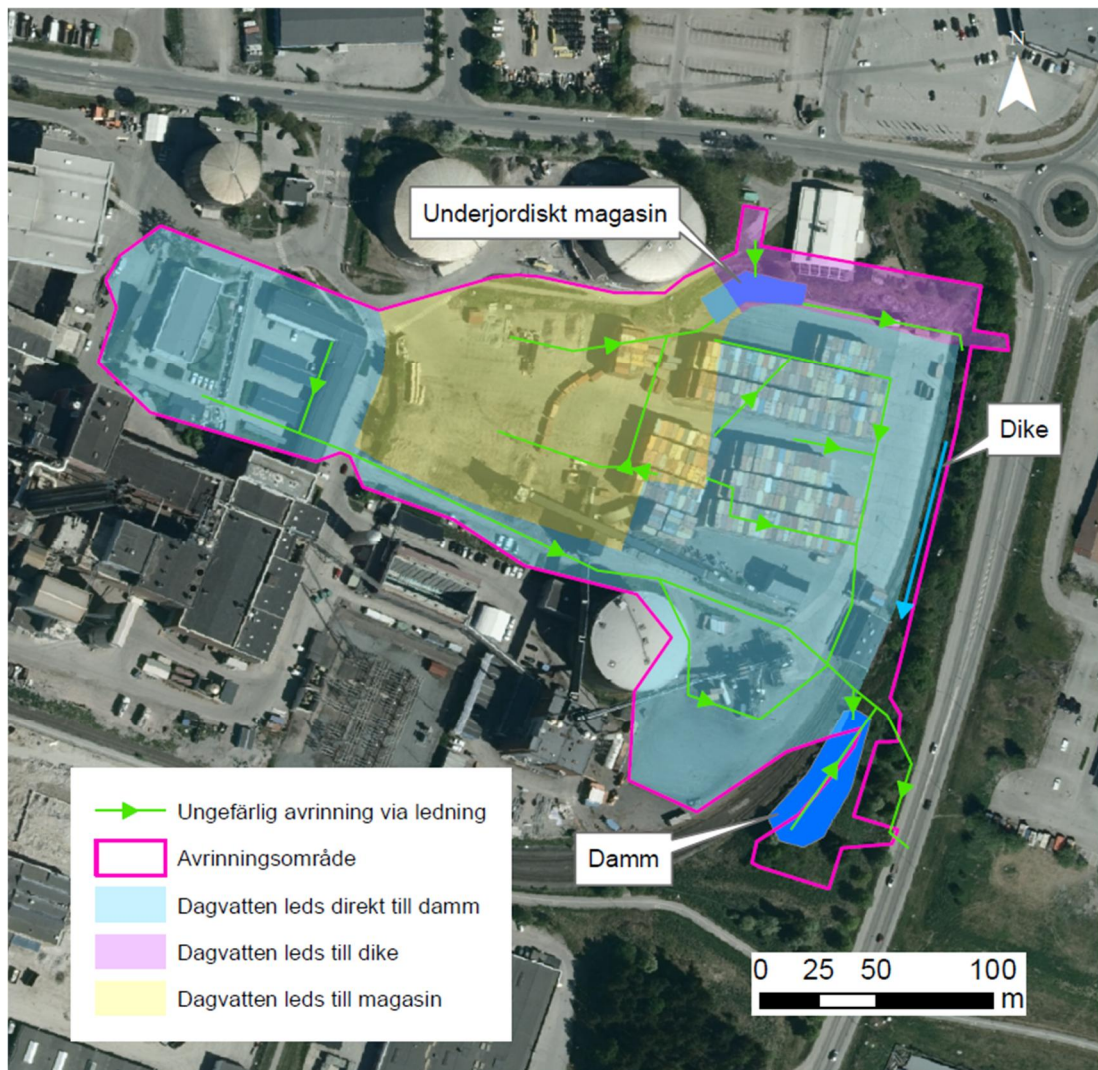 N
Underjordiskt magasin
Dike
Damm
Ungefärlig avrinning via ledning
Avrinningsområde
Dagvatten leds direkt till damm
Dagvatten leds till dike
Dagvatten leds till magasin
0 25 50 100
m